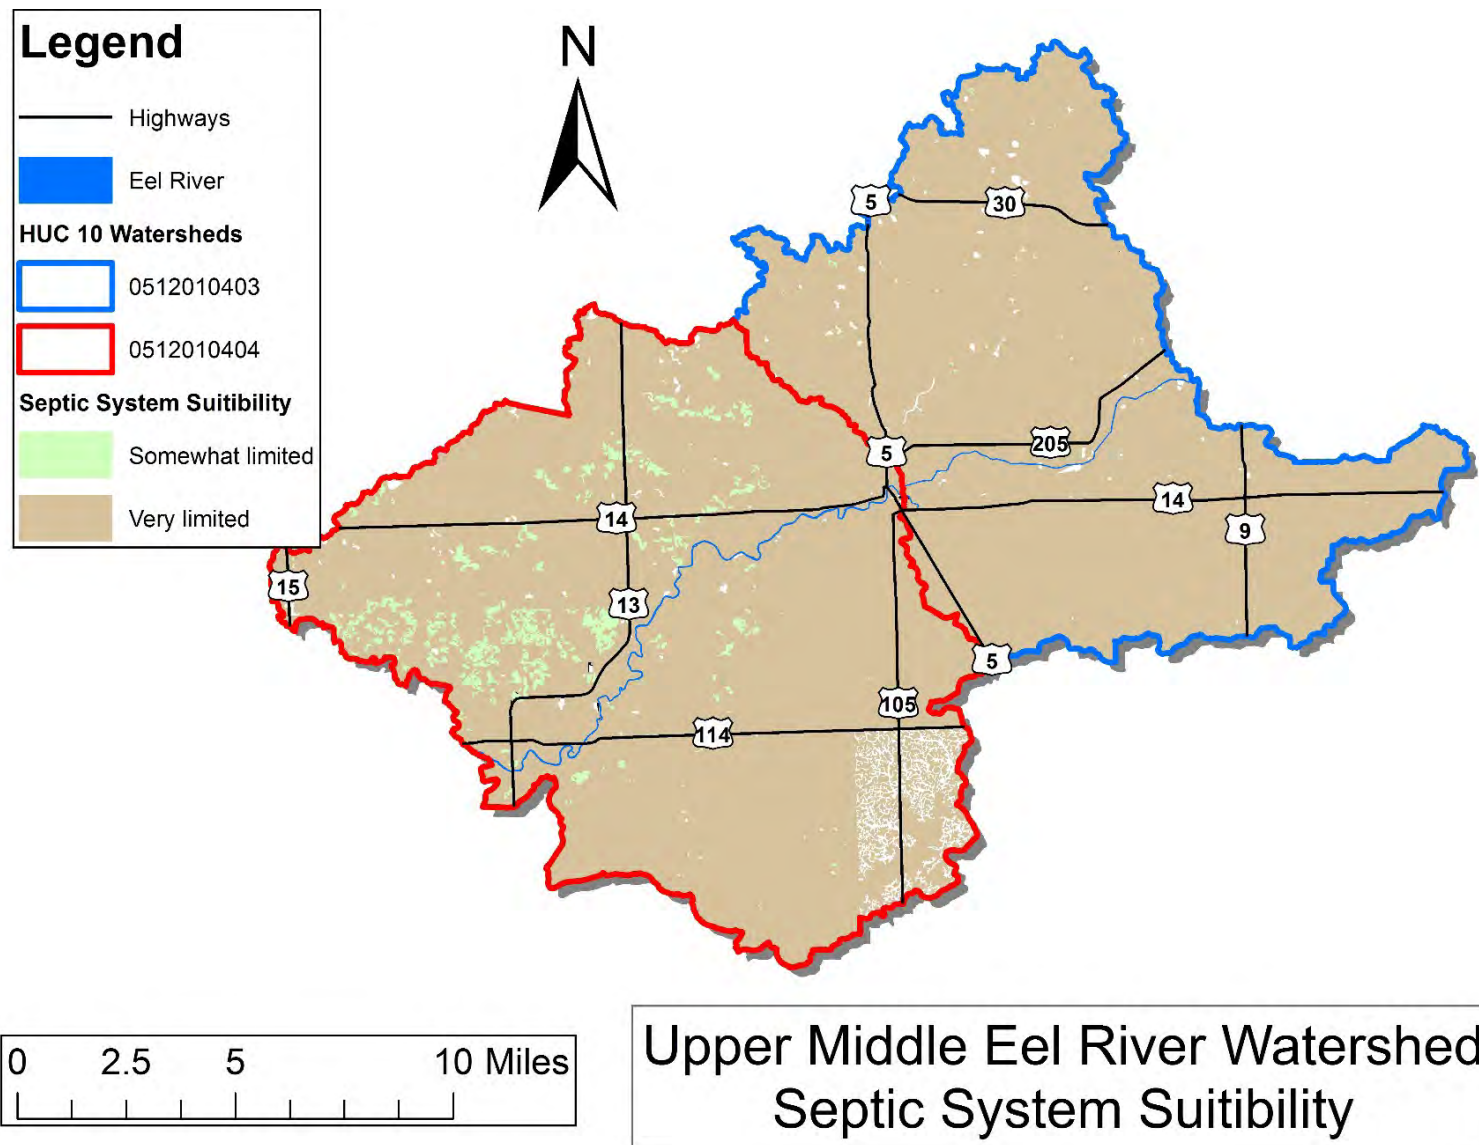 Legend
Highways
Eel River
HUC 10 Watersheds
0512010403
0512010404
Septic System Suitibility
Somewhat limited
Very limited
N
5
30
5
205
14
9
14
13
15
5
105
114
0 2.5 5 10 Miles
Upper Middle Eel River Watershed
Septic System Suitibility